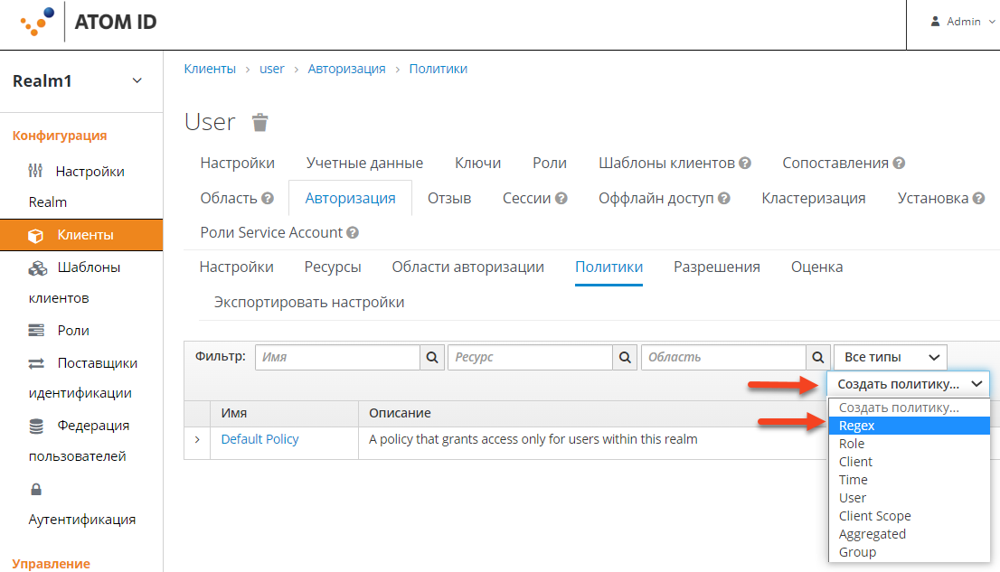 ATOM ID
Admin
Realm1
Клиенты > user > Авторизация > Политики
User
Конфигурация
Настройки
Realm
Клиенты
Шаблоны
клиентов
Роли
Поставщики
идентификации
Федерация
пользователей
Аутентификация
Управление
Настройки Учетные данные Ключи Роли Шаблоны клиентов Сопоставления
Область Авторизация Отзыв Сессии Оффлайн доступ Кластеризация Установка
Роли Service Account
Настройки Ресурсы Области авторизации Политики Разрешения Оценка
Экспортировать настройки
Фильтр: Имя Ресурс Область Все типы
Создать политику...
Создать политику...
Regex
Role
Client
Time
User
Client Scope
Aggregated
Group
Имя Описание
Default Policy A policy that grants access only for users within this realm